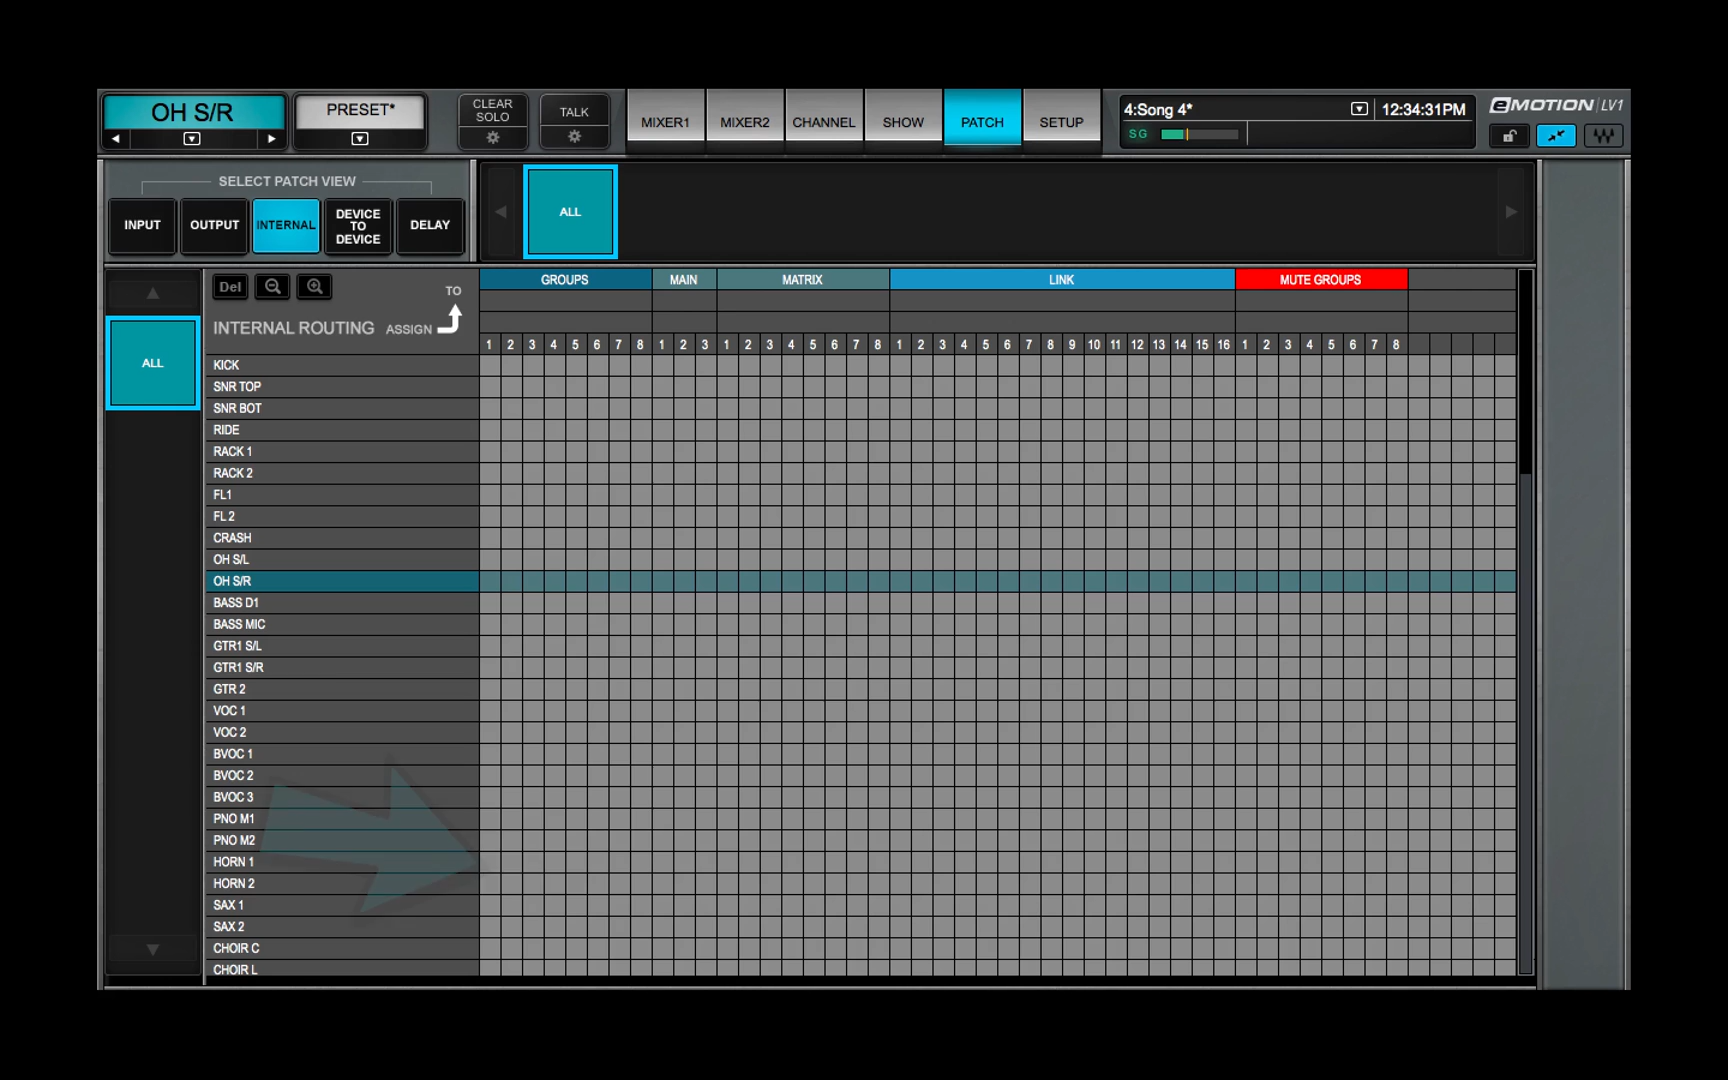 OH S/R
PRESET*
CLEAR
SOLO
TALK
MIXER1
MIXER2
CHANNEL
SHOW
PATCH
SETUP
4:Song 4*
12:34:31PM
SG
eMOTION LV1
SELECT PATCH VIEW
INPUT
OUTPUT
INTERNAL
DEVICE
TO
DEVICE
DELAY
ALL
ALL
Del
TO
INTERNAL ROUTING ASSIGN
GROUPS MAIN MATRIX LINK MUTE GROUPS
1 2 3 4 5 6 7 8 1 2 3 1 2 3 4 5 6 7 8 1 2 3 4 5 6 7 8 9 10 11 12 13 14 15 16 1 2 3 4 5 6 7 8
KICK
SNR TOP
SNR BOT
RIDE
RACK 1
RACK 2
FL1
FL 2
CRASH
OH S/L
OH S/R
BASS D1
BASS MIC
GTR1 S/L
GTR1 S/R
GTR 2
VOC 1
VOC 2
BVOC 1
BVOC 2
BVOC 3
PNO M1
PNO M2
HORN 1
HORN 2
SAX 1
SAX 2
CHOIR C
CHOIR L